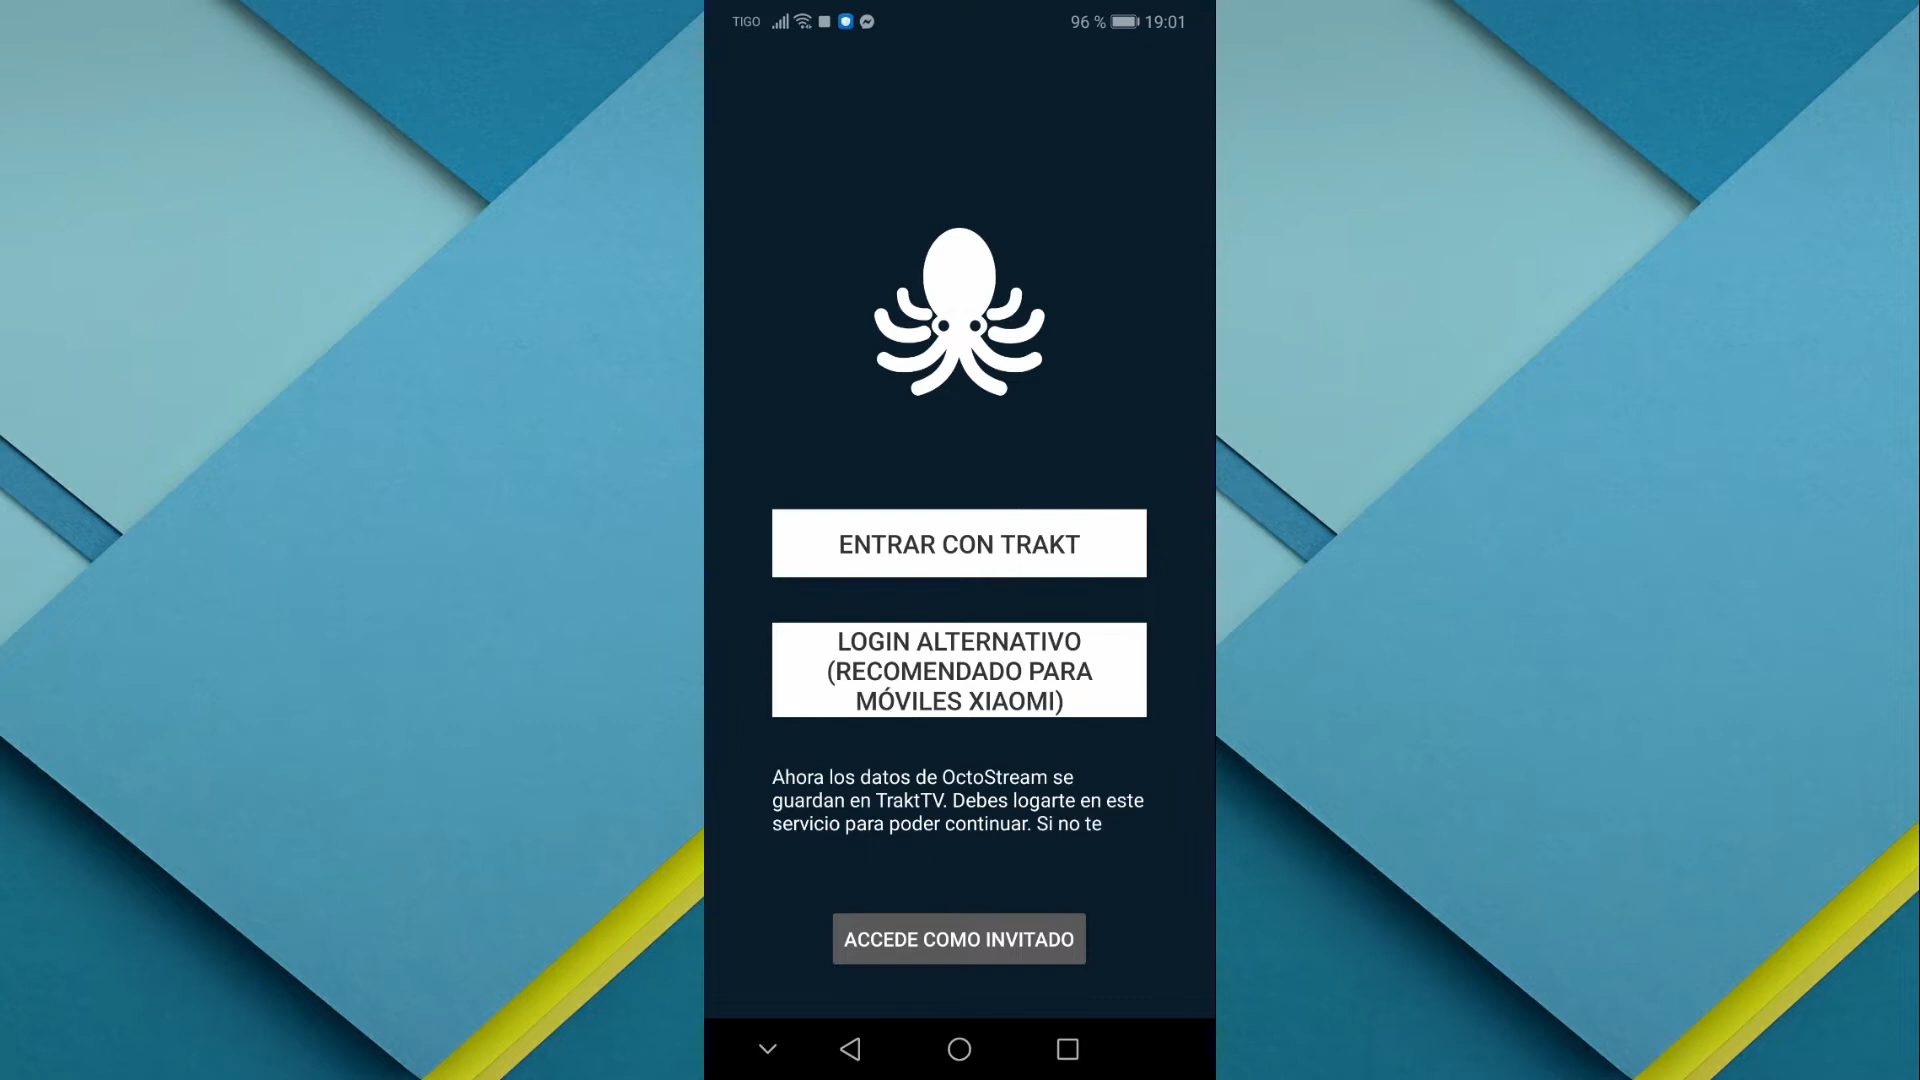 TIGO 96 % 19:01
ENTRAR CON TRAKT
LOGIN ALTERNATIVO
(RECOMENDADO PARA
MÓVILES XIAOMI)
Ahora los datos de OctoStream se
guardan en TraktTV. Debes logarte en este
servicio para poder continuar. Si no te
ACCEDE COMO INVITADO